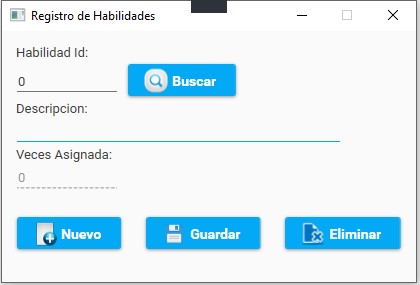 Registro de Habilidades
Habilidad Id:
0
Buscar
Descripcion:
Veces Asignada:
0
Nuevo
Guardar
Eliminar